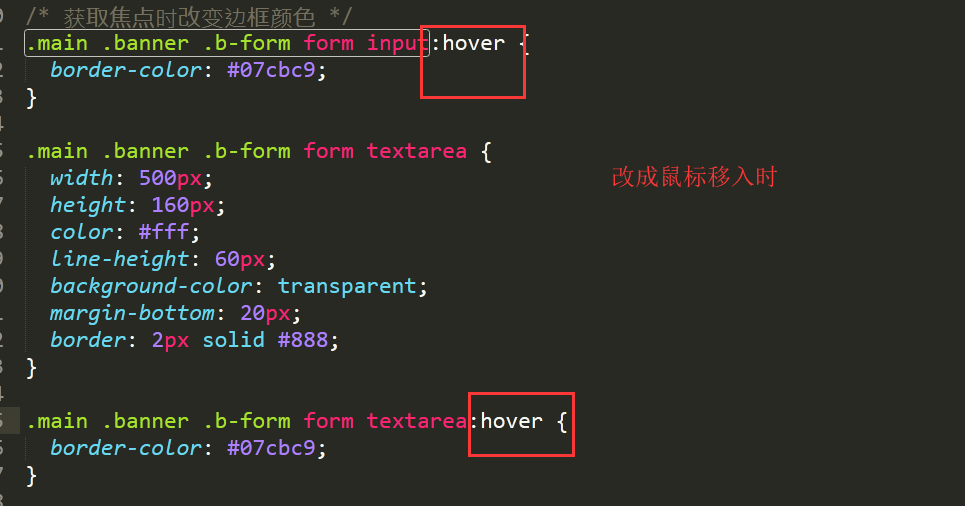 /* 获取焦点时改变边框颜色 */
.main .banner .b-form form input:hover {
border-color: #07cbc9;
}
.main .banner .b-form form textarea {
width: 500px;
改成鼠标移入时
height: 160px;
color: #fff;
line-height: 60px;
background-color: transparent;
margin-bottom: 20px;
border: 2px solid #888;
}
.main .banner .b-form form textarea:hover {
border-color: #07cbc9;
}